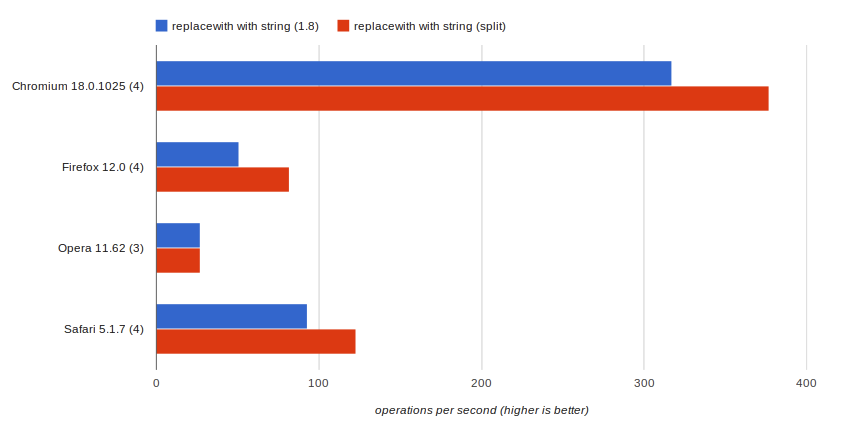 replacewith with string (1.8) replacewith with string (split)
Chromium 18.0.1025 (4)
Firefox 12.0 (4)
Opera 11.62 (3)
Safari 5.1.7 (4)
0 100 200 300 400
operations per second (higher is better)